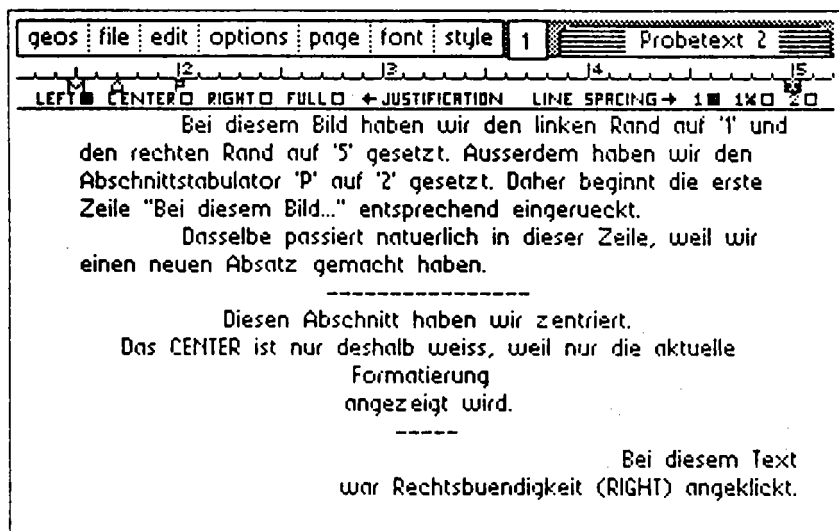 geos file edit options page font style 1 Probetext 2
2 3 4 5
LEFT CENTER RIGHT FULL ←JUSTIFICATION LINE SPACING→ 1 1½ 2
Bei diesem Bild haben wir den linken Rand auf '1' und
den rechten Rand auf '5' gesetzt. Ausserdem haben wir den
Abschnittstabulator 'P' auf '2' gesetzt. Daher beginnt die erste
Zeile "Bei diesem Bild..." entsprechend eingerueckt.
Dasselbe passiert natuerlich in dieser Zeile, weil wir
einen neuen Absatz gemacht haben.
----------------
Diesen Abschnitt haben wir zentriert.
Das CENTER ist nur deshalb weiss, weil nur die aktuelle
Formatierung
angezeigt wird.
-----
Bei diesem Text
war Rechtsbuendigkeit (RIGHT) angeklickt.